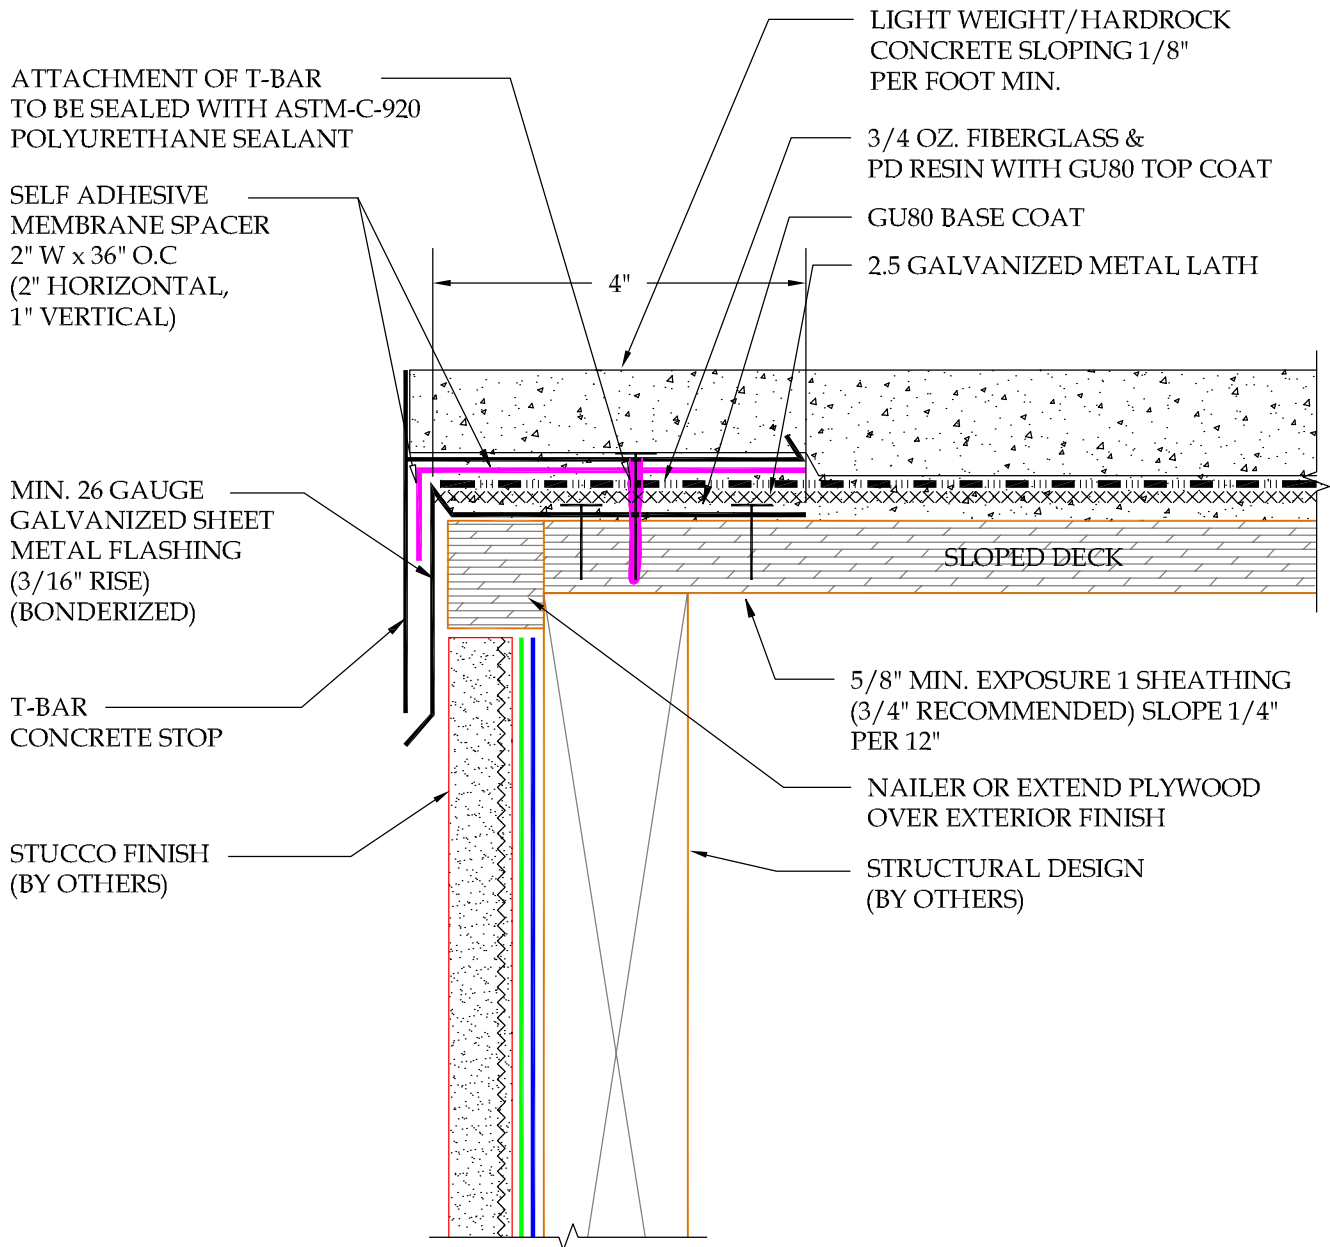 LIGHT WEIGHT/HARDROCK
CONCRETE SLOPING 1/8"
PER FOOT MIN.
ATTACHMENT OF T-BAR
TO BE SEALED WITH ASTM-C-920
POLYURETHANE SEALANT
3/4 OZ. FIBERGLASS &
PD RESIN WITH GU80 TOP COAT
SELF ADHESIVE
MEMBRANE SPACER
2" W x 36" O.C
(2" HORIZONTAL,
1" VERTICAL)
GU80 BASE COAT
2.5 GALVANIZED METAL LATH
4"
MIN. 26 GAUGE
GALVANIZED SHEET
METAL FLASHING
(3/16" RISE)
(BONDERIZED)
SLOPED DECK
T-BAR
CONCRETE STOP
5/8" MIN. EXPOSURE 1 SHEATHING
(3/4" RECOMMENDED) SLOPE 1/4"
PER 12"
NAILER OR EXTEND PLYWOOD
OVER EXTERIOR FINISH
STUCCO FINISH
(BY OTHERS)
STRUCTURAL DESIGN
(BY OTHERS)